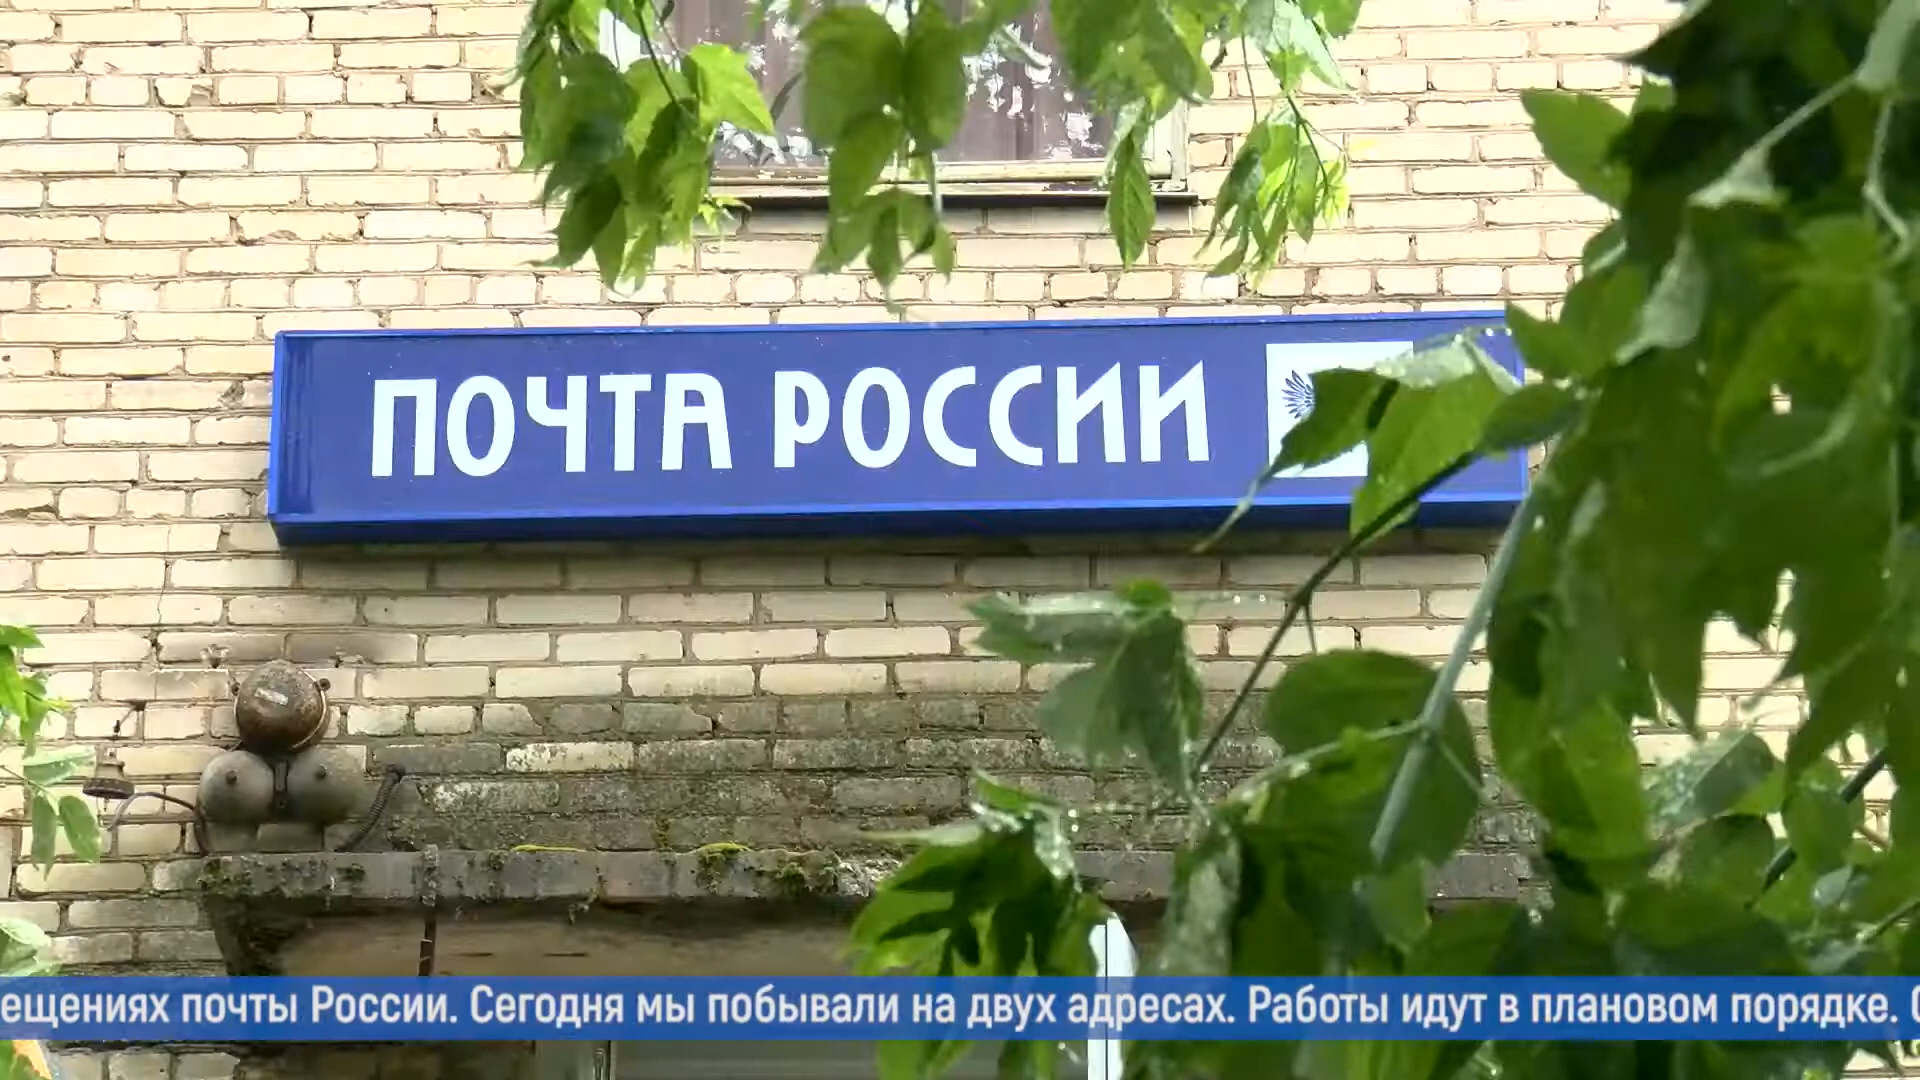 ПОЧТА РОССИИ
ещениях почты России. Сегодня мы побывали на двух адресах. Работы идут в плановом порядке. С